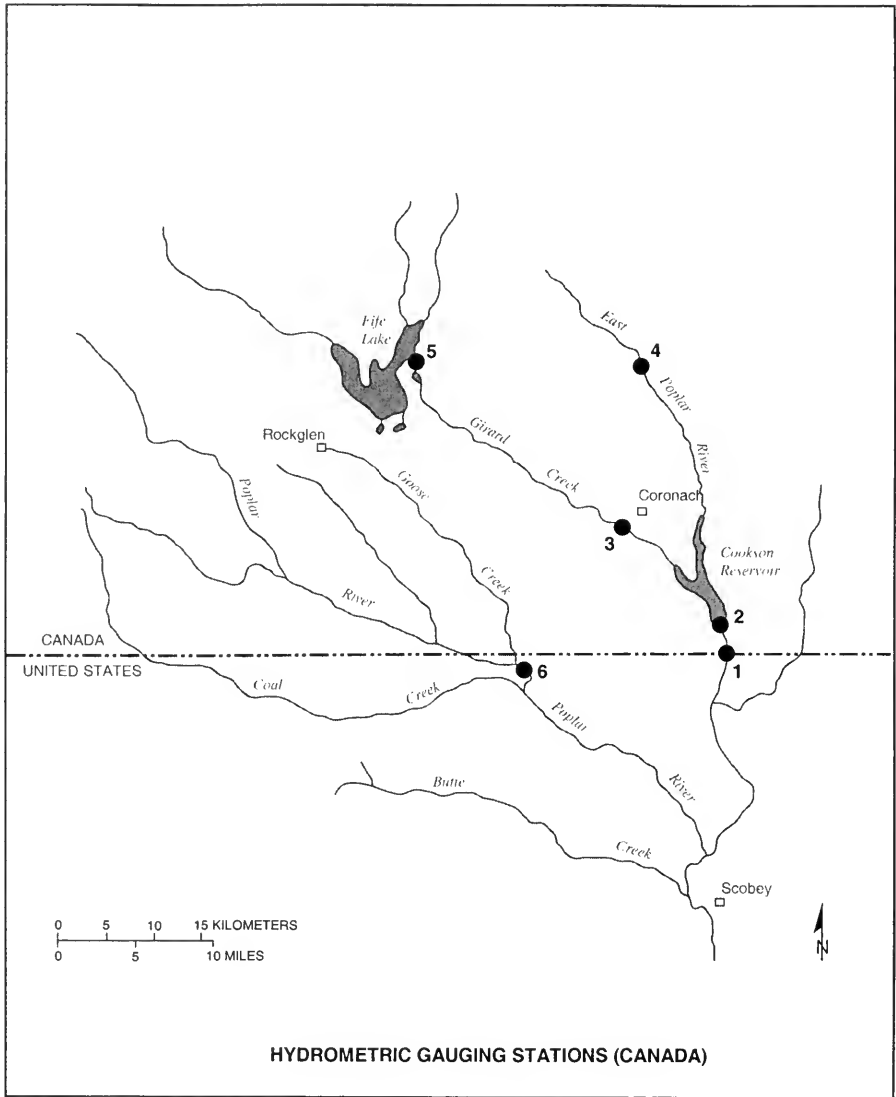 Fife
Lake
5
East
4
Poplar
River
Rockglen
Girard
Creek
Goose
Creek
Coronach
3
Cookson
Reservoir
Poplar
River
2
CANADA
UNITED STATES
1
6
Coal
Creek
Poplar
River
Butte
Creek
Scobey
0 5 10 15 KILOMETERS
0 5 10 MILES
N
HYDROMETRIC GAUGING STATIONS (CANADA)